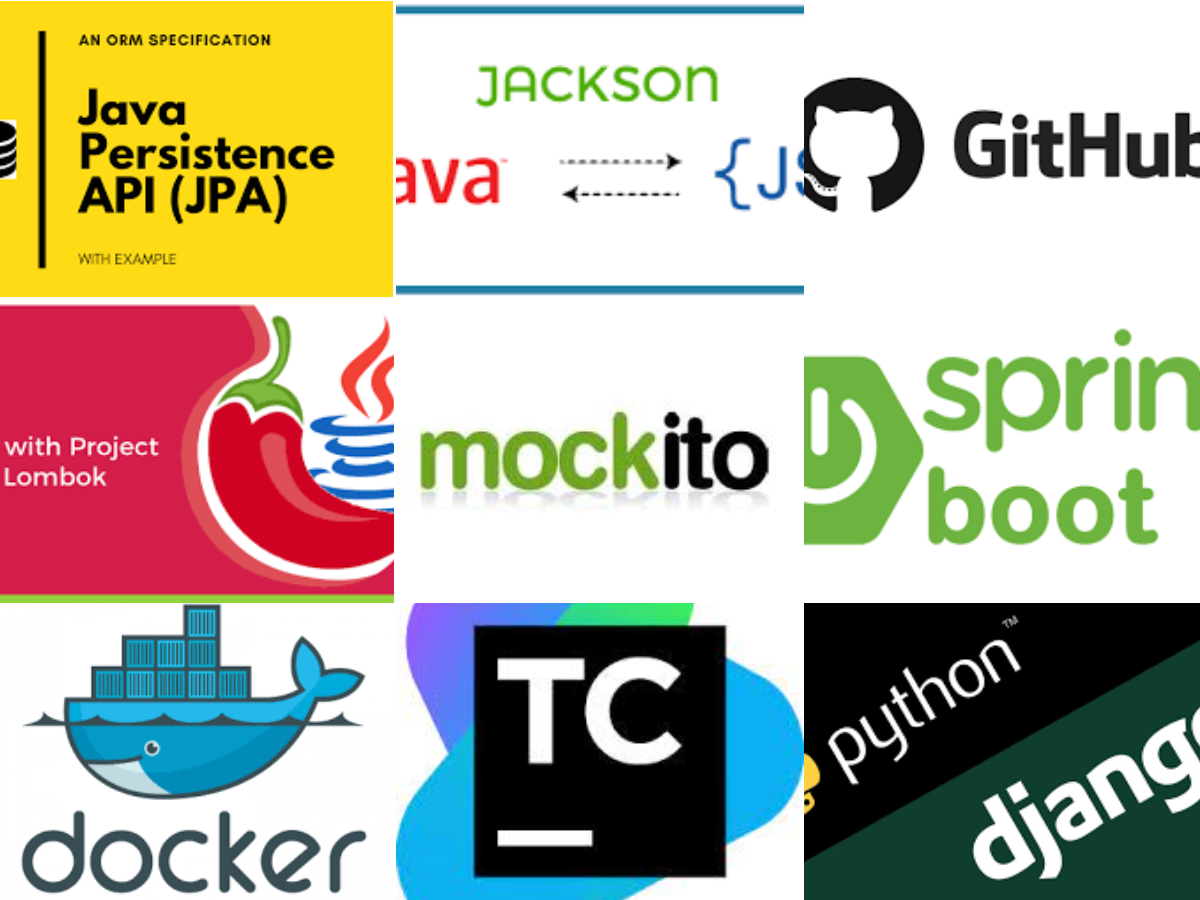 AN ORM SPECIFICATION
Java
Persistence
API (JPA)
WITH EXAMPLE
JACKSON
ava
{JS
GitHub
with Project
Lombok
mockito
sprin
boot
docker
TC
python™
django